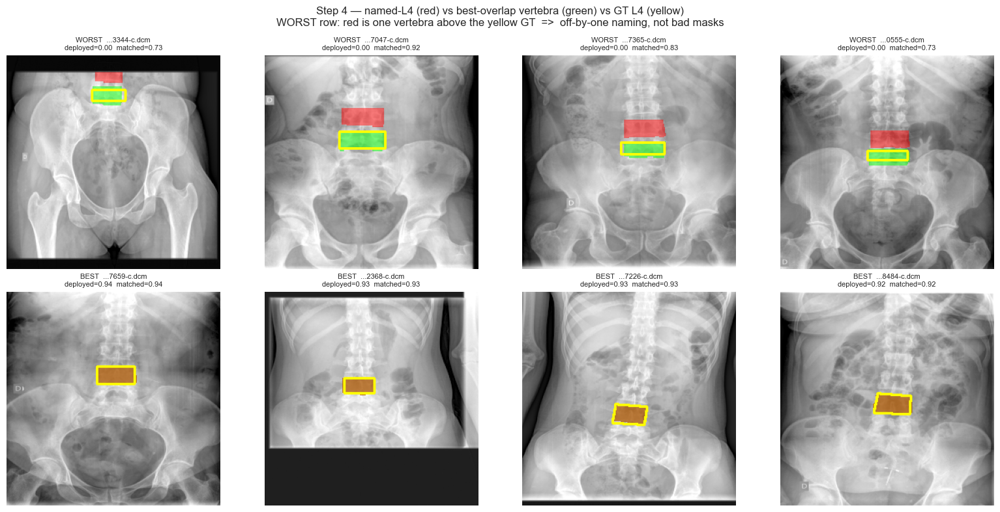 Step 4 — named-L4 (red) vs best-overlap vertebra (green) vs GT L4 (yellow)
WORST row: red is one vertebra above the yellow GT => off-by-one naming, not bad masks
WORST ...3344-c.dcm
deployed=0.00 matched=0.73
WORST ...7047-c.dcm
deployed=0.00 matched=0.92
WORST ...7365-c.dcm
deployed=0.00 matched=0.83
WORST ...0555-c.dcm
deployed=0.00 matched=0.73
D
D
D
D
BEST ...7659-c.dcm
deployed=0.94 matched=0.94
BEST ...2368-c.dcm
deployed=0.93 matched=0.93
BEST ...7226-c.dcm
deployed=0.93 matched=0.93
BEST ...8484-c.dcm
deployed=0.92 matched=0.92
D
D